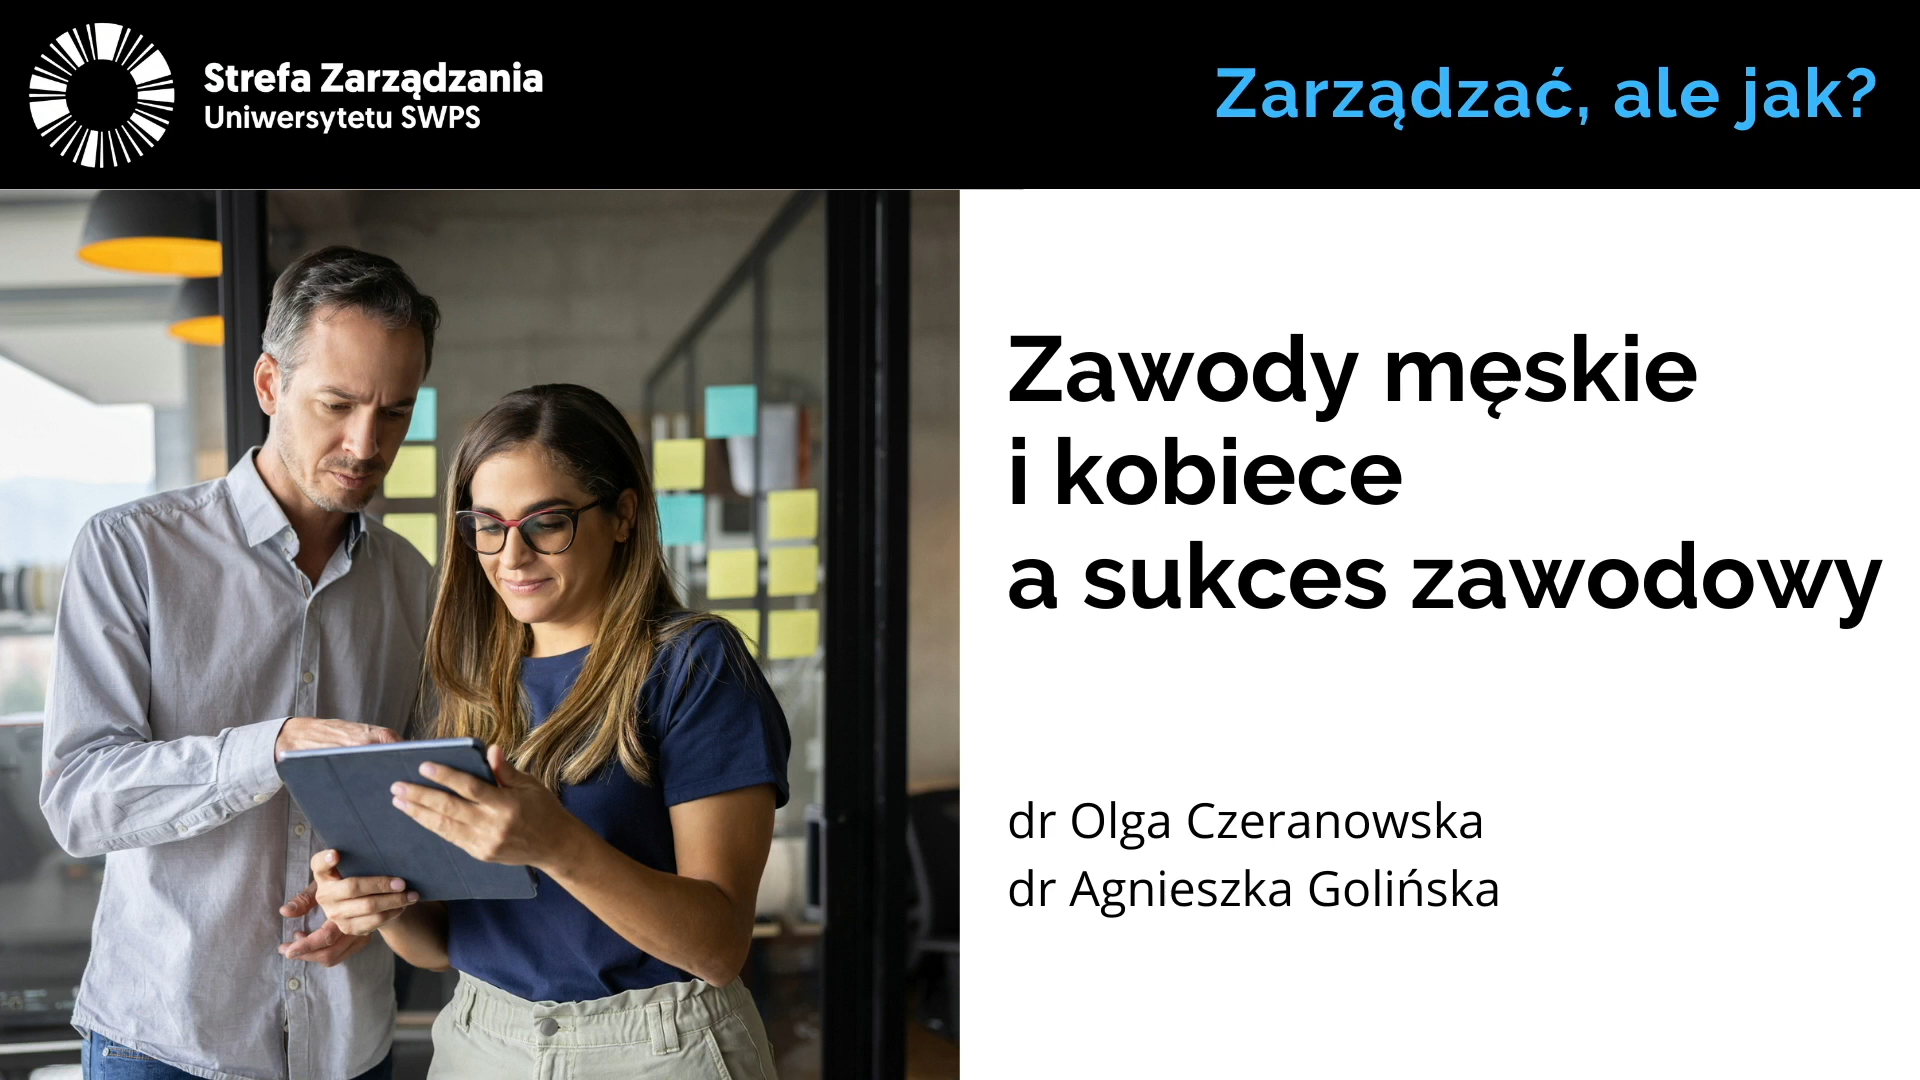 Strefa Zarządzania
Uniwersytetu SWPS
Zarządzać, ale jak?
Zawody męskie
i kobiece
a sukces zawodowy
dr Olga Czeranowska
dr Agnieszka Golińska